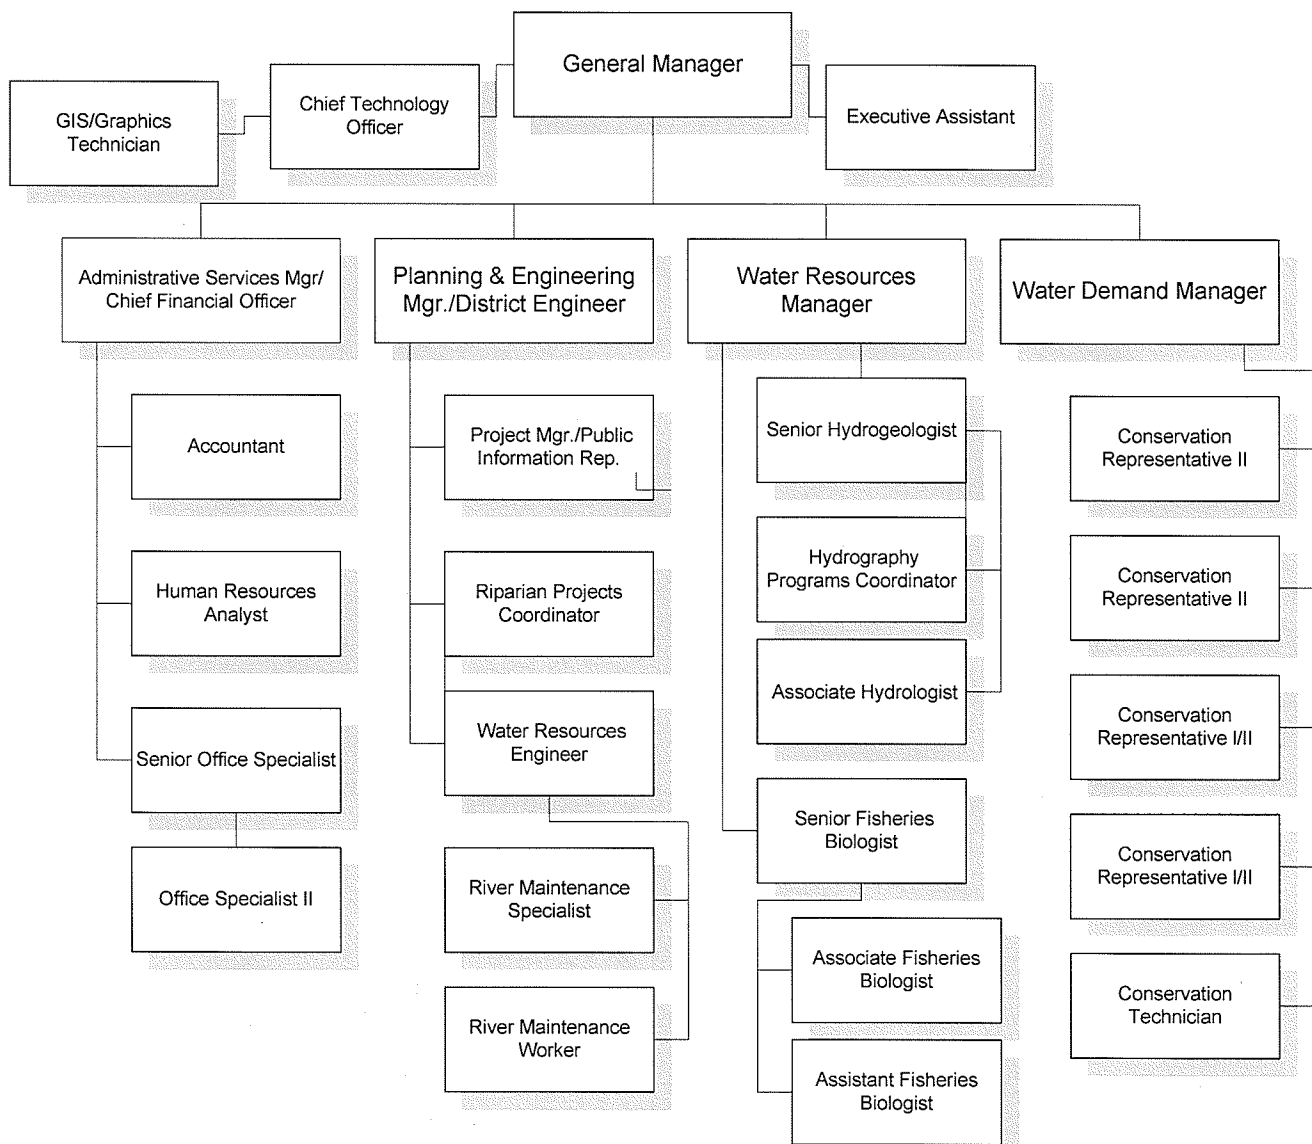 General Manager
Chief Technology
Officer
GIS/Graphics
Technician
Executive Assistant
Administrative Services Mgr/
Chief Financial Officer
Planning & Engineering
Mgr./District Engineer
Water Resources
Manager
Water Demand Manager
Accountant
Human Resources
Analyst
Senior Office Specialist
Office Specialist II
Project Mgr./Public
Information Rep.
Riparian Projects
Coordinator
Water Resources
Engineer
River Maintenance
Specialist
River Maintenance
Worker
Senior Hydrogeologist
Hydrography
Programs Coordinator
Associate Hydrologist
Senior Fisheries
Biologist
Associate Fisheries
Biologist
Assistant Fisheries
Biologist
Conservation
Representative II
Conservation
Representative II
Conservation
Representative I/II
Conservation
Representative I/II
Conservation
Technician